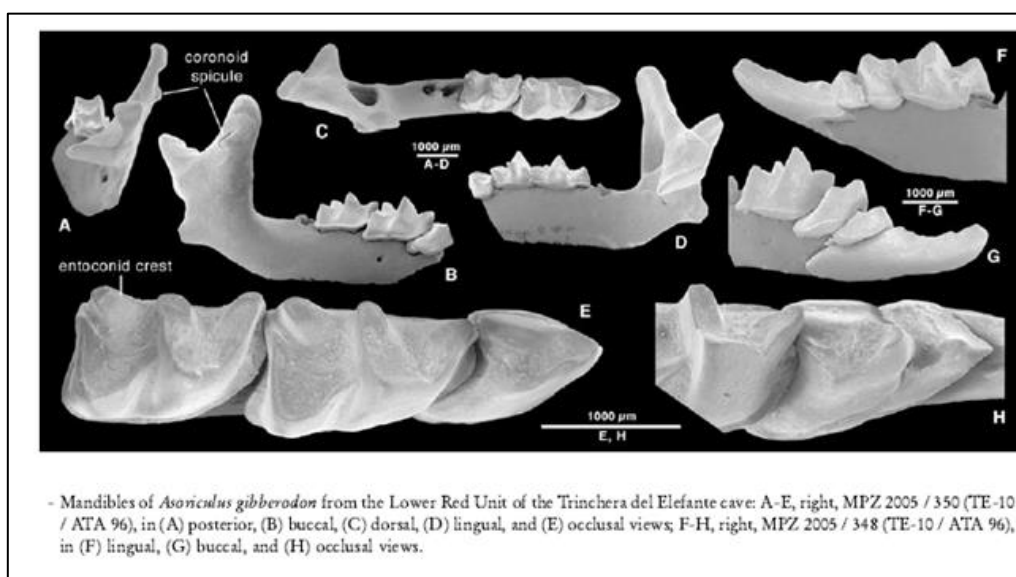 coronoid
spicule
F
C
1000 µm
A-D
1000 µm
F-G
A
B
D
G
entoconid crest
E
1000 µm
E, H
H
- Mandibles of Asoriculus gibberodon from the Lower Red Unit of the Trinchera del Elefante cave: A-E, right, MPZ 2005 / 350 (TE-10
/ ATA 96), in (A) posterior, (B) buccal, (C) dorsal, (D) lingual, and (E) occlusal views; F-H, right, MPZ 2005 / 348 (TE-10 / ATA 96),
in (F) lingual, (G) buccal, and (H) occlusal views.